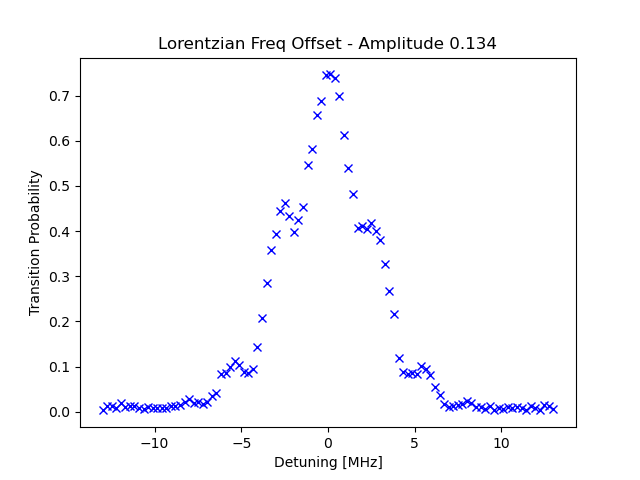 Lorentzian Freq Offset - Amplitude 0.134
0.7
0.6
0.5
0.4
0.3
0.2
0.1
0.0
Transition Probability
−10 −5 0 5 10
Detuning [MHz]